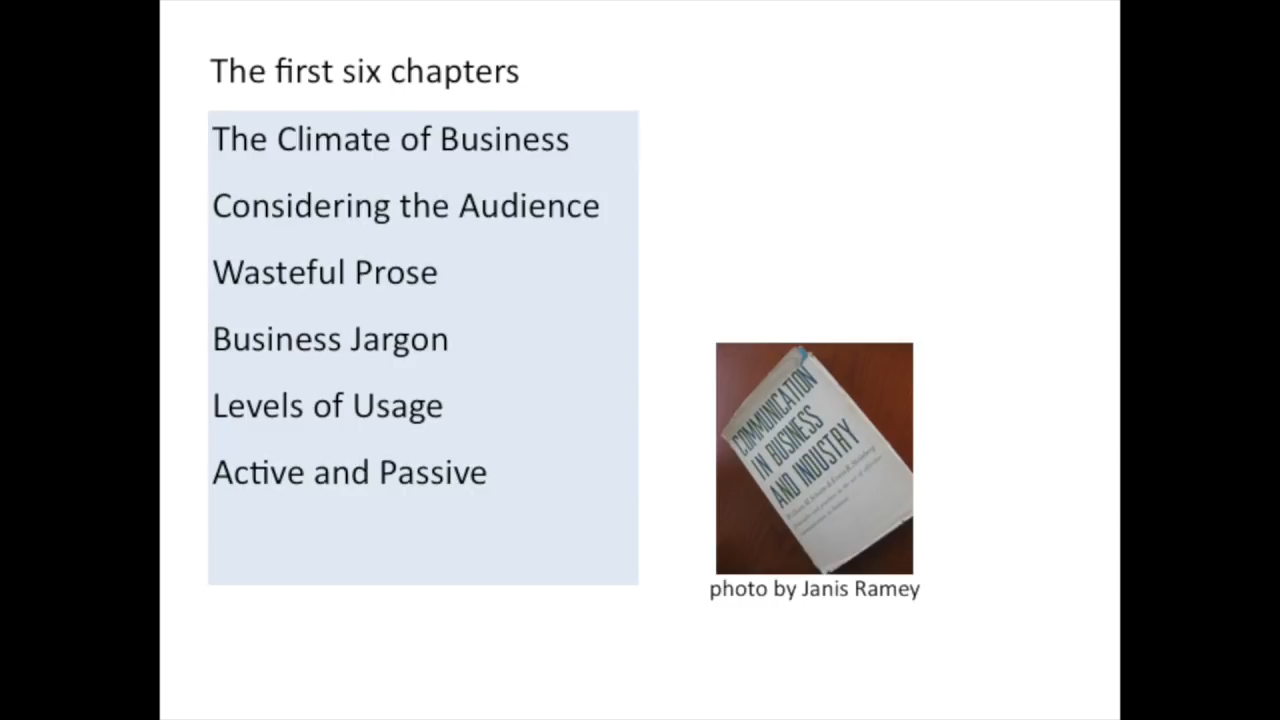 The first six chapters
The Climate of Business
Considering the Audience
Wasteful Prose
Business Jargon
Levels of Usage
Active and Passive
COMMUNICATION
IN BUSINESS
AND INDUSTRY
photo by Janis Ramey